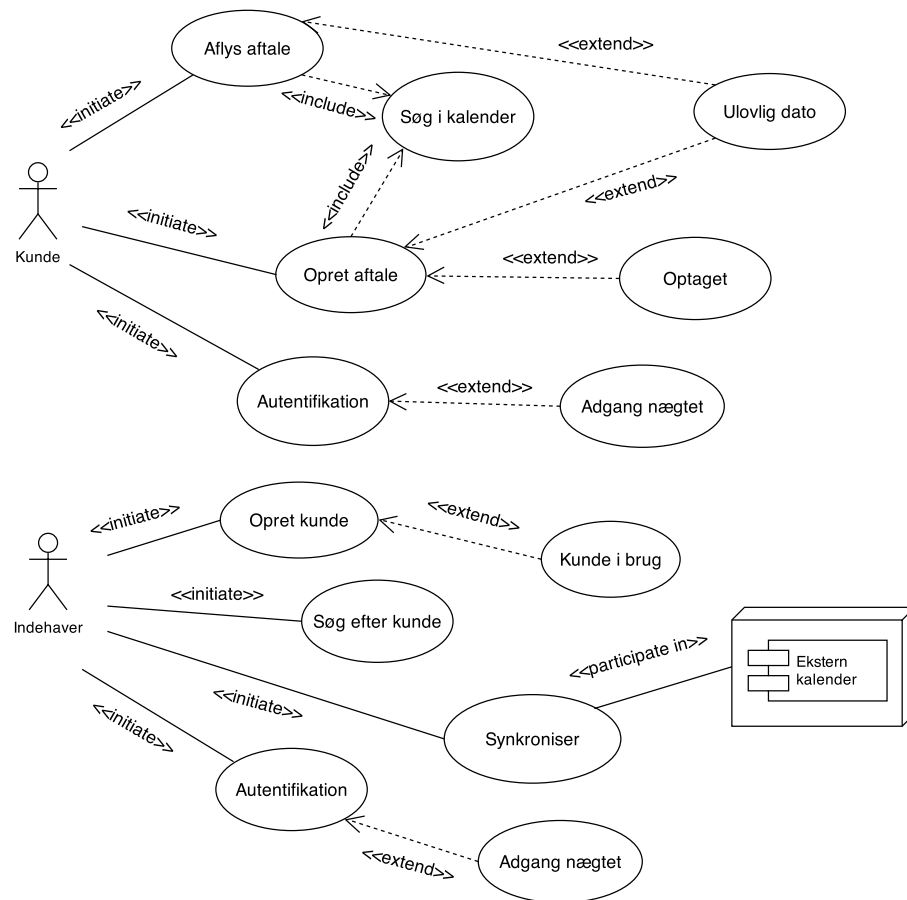 Aflys aftale
<<extend>>
<<initiate>>
<<include>>
Søg i kalender
Ulovlig dato
<<include>>
<<extend>>
<<initiate>>
Kunde
Opret aftale
<<extend>>
Optaget
<<initiate>>
Autentifikation
<<extend>>
Adgang nægtet
<<initiate>>
Opret kunde
<<extend>>
Kunde i brug
Indehaver
<<initiate>>
Søg efter kunde
<<participate in>>
Ekstern
kalender
<<initiate>>
Synkroniser
<<initiate>>
Autentifikation
<<extend>>
Adgang nægtet